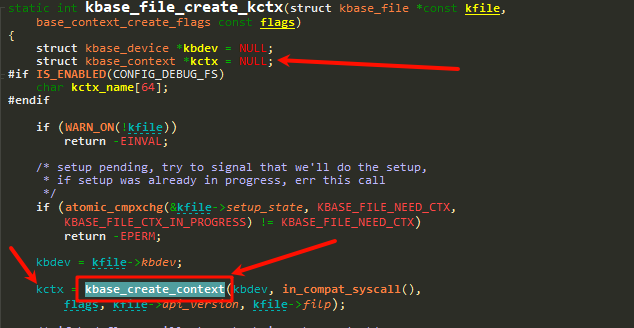 static int kbase_file_create_kctx(struct kbase_file *const kfile,
base_context_create_flags const flags)
{
struct kbase_device *kbdev = NULL;
struct kbase_context *kctx = NULL;
#if IS_ENABLED(CONFIG_DEBUG_FS)
char kctx_name[64];
#endif
if (WARN_ON(!kfile))
return -EINVAL;
/* setup pending, try to signal that we'll do the setup,
* if setup was already in progress, err this call
*/
if (atomic_cmpxchg(&kfile->setup_state, KBASE_FILE_NEED_CTX,
KBASE_FILE_CTX_IN_PROGRESS) != KBASE_FILE_NEED_CTX)
return -EPERM;
kbdev = kfile->kbdev;
kctx = kbase_create_context(kbdev, in_compat_syscall(),
flags, kfile->api_version, kfile->filp);